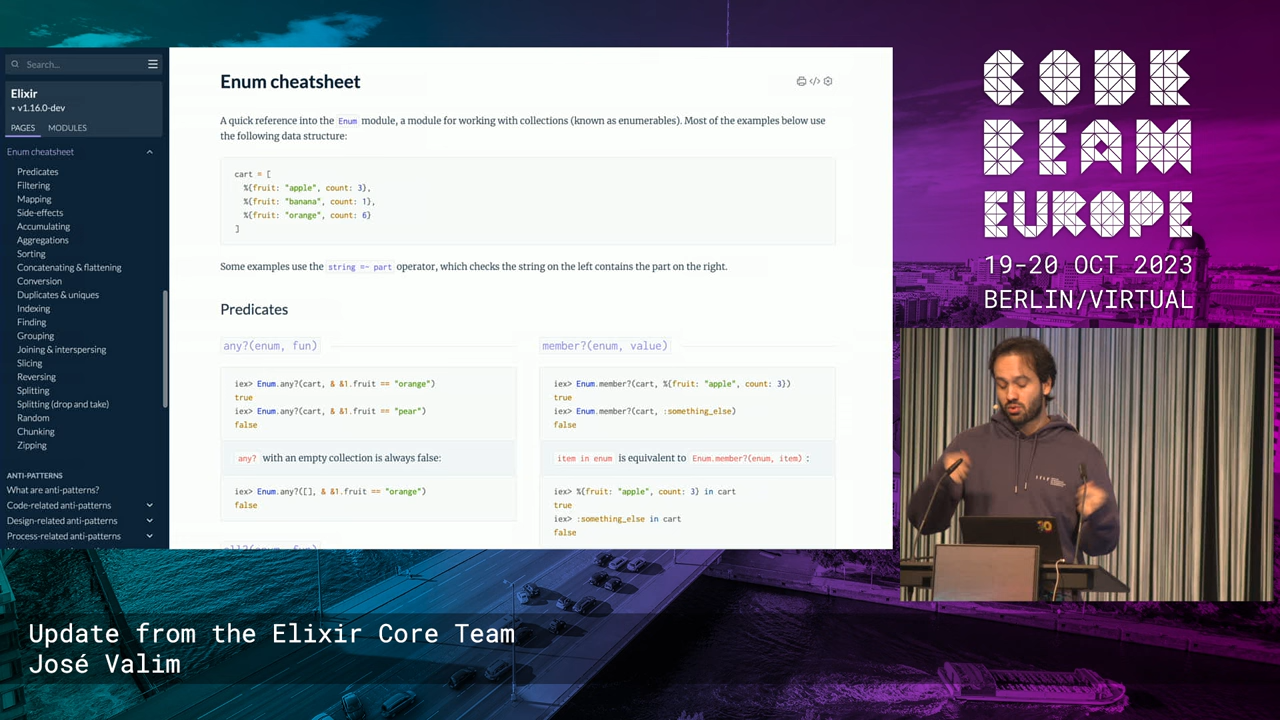 Search...
Elixir
v1.16.0-dev
PAGES MODULES
Enum cheatsheet
Predicates
Filtering
Mapping
Side-effects
Accumulating
Aggregations
Sorting
Concatenating & flattening
Conversion
Duplicates & uniques
Indexing
Finding
Grouping
Joining & interspersing
Slicing
Reversing
Splitting
Splitting (drop and take)
Random
Chunking
Zipping
ANTI-PATTERNS
What are anti-patterns?
Code-related anti-patterns
Design-related anti-patterns
Process-related anti-patterns
Enum cheatsheet
A quick reference into the Enum module, a module for working with collections (known as enumerables). Most of the examples below use
the following data structure:
cart = [
%{fruit: "apple", count: 3},
%{fruit: "banana", count: 1},
%{fruit: "orange", count: 6}
]
Some examples use the string =~ part operator, which checks the string on the left contains the part on the right.
Predicates
any?(enum, fun)
iex> Enum.any?(cart, & &1.fruit == "orange")
true
iex> Enum.any?(cart, & &1.fruit == "pear")
false
any? with an empty collection is always false:
iex> Enum.any?([], & &1.fruit == "orange")
false
all?(enum, fun)
member?(enum, value)
iex> Enum.member?(cart, %{fruit: "apple", count: 3})
true
iex> Enum.member?(cart, :something_else)
false
item in enum is equivalent to Enum.member?(enum, item) :
iex> %{fruit: "apple", count: 3} in cart
true
iex> :something_else in cart
false
CODE
BEAM
EUROPE
19-20 OCT 2023
BERLIN/VIRTUAL
Update from the Elixir Core Team
José Valim